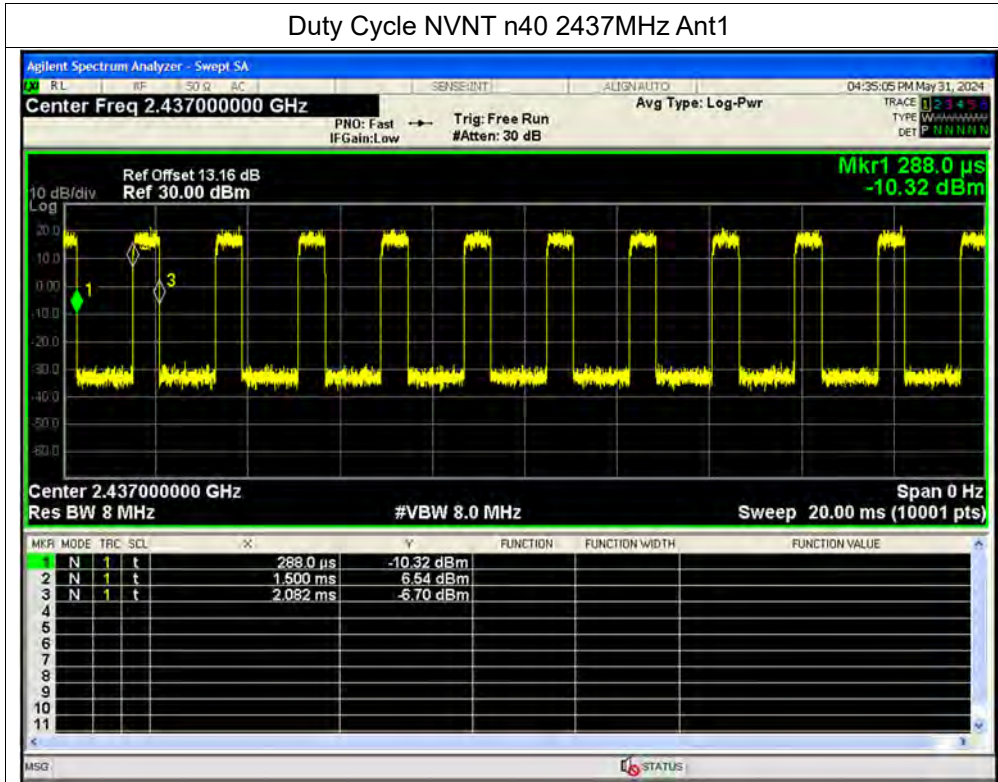 Duty Cycle NVNT n40 2437MHz Ant1
Agilent Spectrum Analyzer - Swept SA
LXI RL RF 50 Ω AC SENSE:INT ALIGNAUTO 04:35:05 PM May 31, 2024
Center Freq 2.437000000 GHz Avg Type: Log-Pwr TRACE 1 2 3 4 5 6
PNO: Fast Trig: Free Run TYPE W
IFGain:Low #Atten: 30 dB DET P N N N N N
Mkr1 288.0 µs
Ref Offset 13.16 dB
10 dB/div Ref 30.00 dBm -10.32 dBm
Log
20.0
10.0
0.00
-10.0
-20.0
-30.0
-40.0
-50.0
-60.0
1
3
Center 2.437000000 GHz Span 0 Hz
Res BW 8 MHz #VBW 8.0 MHz Sweep 20.00 ms (10001 pts)
MKR MODE TRC SCL X Y FUNCTION FUNCTION WIDTH FUNCTION VALUE
1 N 1 t 288.0 µs -10.32 dBm
2 N 1 t 1.500 ms 6.54 dBm
3 N 1 t 2.082 ms -6.70 dBm
4
5
6
7
8
9
10
11
MSG STATUS